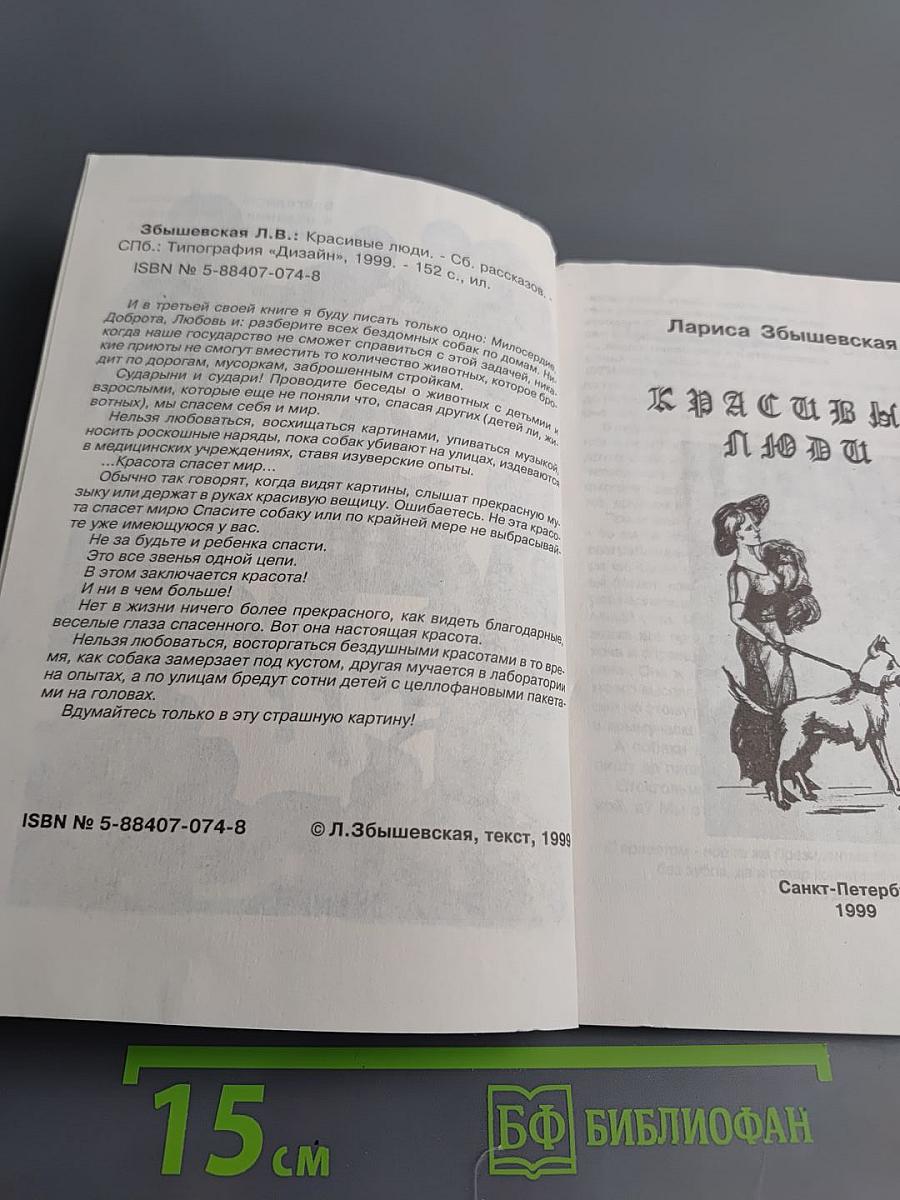 Збышевская Л.В.: Красивые люди. - Сб. рассказов. -
СПб.: Типография «Дизайн», 1999. - 152 с., ил.
ISBN № 5-88407-074-8
И в третьей своей книге я буду писать только одно: Милосердие,
Доброта, Любовь и: разберите всех бездомных собак по домам. Ни-
когда наше государство не сможет справиться с этой задачей, ника-
кие приюты не смогут вместить то количество животных, которое бро-
дит по дорогам, мусоркам, заброшенным стройкам.
Сударыни и судари! Проводите беседы о животных с детьми и
взрослыми, которые еще не поняли что, спасая других (детей ли, жи-
вотных), мы спасем себя и мир.
Нельзя любоваться, восхищаться картинами, упиваться музыкой,
носить роскошные наряды, пока собак убивают на улицах, издеваются
в медицинских учреждениях, ставя изуверские опыты.
...Красота спасет мир...
Обычно так говорят, когда видят картины, слышат прекрасную му-
зыку или держат в руках красивую вещицу. Ошибаетесь. Не эта красо-
та спасет мирю Спасите собаку или по крайней мере не выбрасывай-
те уже имеющуюся у вас.
Не за будьте и ребенка спасти.
Это все звенья одной цепи.
В этом заключается красота!
И ни в чем больше!
Нет в жизни ничего более прекрасного, как видеть благодарные,
веселые глаза спасенного. Вот она настоящая красота.
Нельзя любоваться, восторгаться бездушными красотами в то вре-
мя, как собака замерзает под кустом, другая мучается в лаборатории
на опытах, а по улицам бредут сотни детей с целлофановыми пакета-
ми на головах.
Вдумайтесь только в эту страшную картину!
ISBN № 5-88407-074-8
© Л.Збышевская, текст, 1999
Лариса Збышевская
КРАСИВЫ
ЛЮДИ
Санкт-Петерб
1999
15 см
БФ БИБЛИОФАН